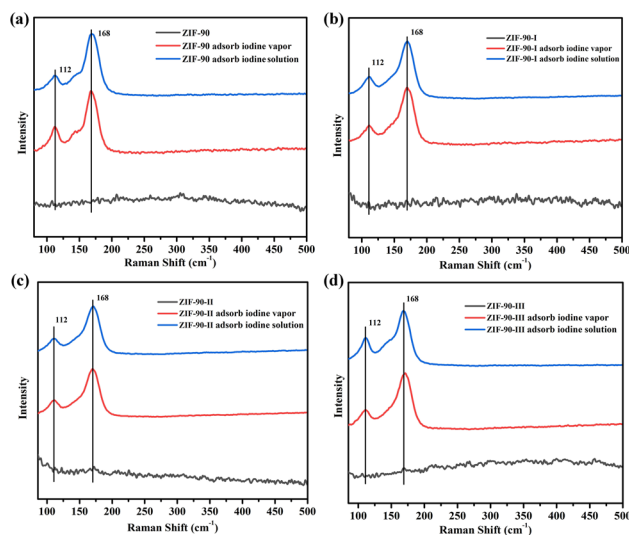 (a)
112
168
ZIF-90
ZIF-90 adsorb iodine vapor
ZIF-90 adsorb iodine solution
Intensity
100 150 200 250 300 350 400 450 500
Raman Shift (cm⁻¹)
(b)
112
168
ZIF-90-I
ZIF-90-I adsorb iodine vapor
ZIF-90-I adsorb iodine solution
Intensity
100 150 200 250 300 350 400 450 500
Raman Shift (cm⁻¹)
(c)
112
168
ZIF-90-II
ZIF-90-II adsorb iodine vapor
ZIF-90-II adsorb iodine solution
Intensity
100 150 200 250 300 350 400 450 500
Raman Shift (cm⁻¹)
(d)
112
168
ZIF-90-III
ZIF-90-III adsorb iodine vapor
ZIF-90-III adsorb iodine solution
Intensity
50 100 150 200 250 300 350 400 450 500
Raman Shift (cm⁻¹)